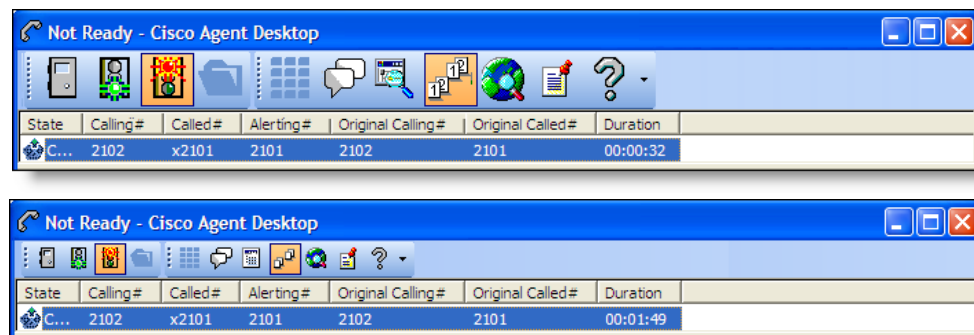 Not Ready - Cisco Agent Desktop
State Calling# Called# Alerting# Original Calling# Original Called# Duration
C... 2102 x2101 2101 2102 2101 00:00:32
Not Ready - Cisco Agent Desktop
State Calling# Called# Alerting# Original Calling# Original Called# Duration
C... 2102 x2101 2101 2102 2101 00:01:49